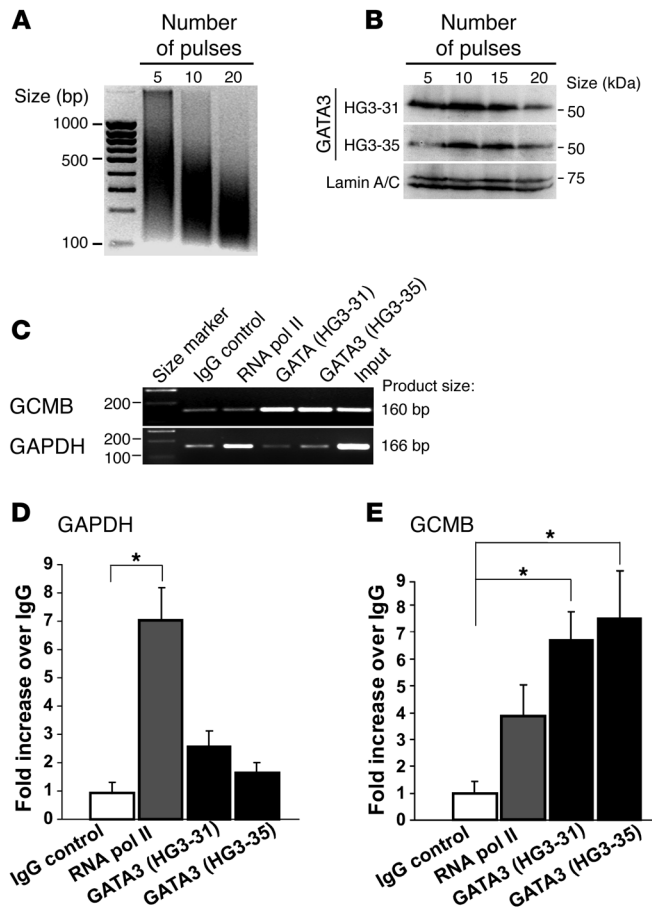 A
Number
of pulses
5 10 20
Size (bp)
1000
500
100
B
Number
of pulses
5 10 15 20
Size (kDa)
GATA3
HG3-31
50
HG3-35
50
Lamin A/C
75
C
Size marker
IgG control
RNA pol II
GATA (HG3-31)
GATA3 (HG3-35)
Input
Product size:
GCMB
200
160 bp
GAPDH
200
100
166 bp
D
GAPDH
*
Fold increase over IgG
9
8
7
6
5
4
3
2
1
0
IgG control
RNA pol II
GATA3 (HG3-31)
GATA3 (HG3-35)
E
GCMB
*
*
Fold increase over IgG
9
8
7
6
5
4
3
2
1
0
IgG control
RNA pol II
GATA3 (HG3-31)
GATA3 (HG3-35)